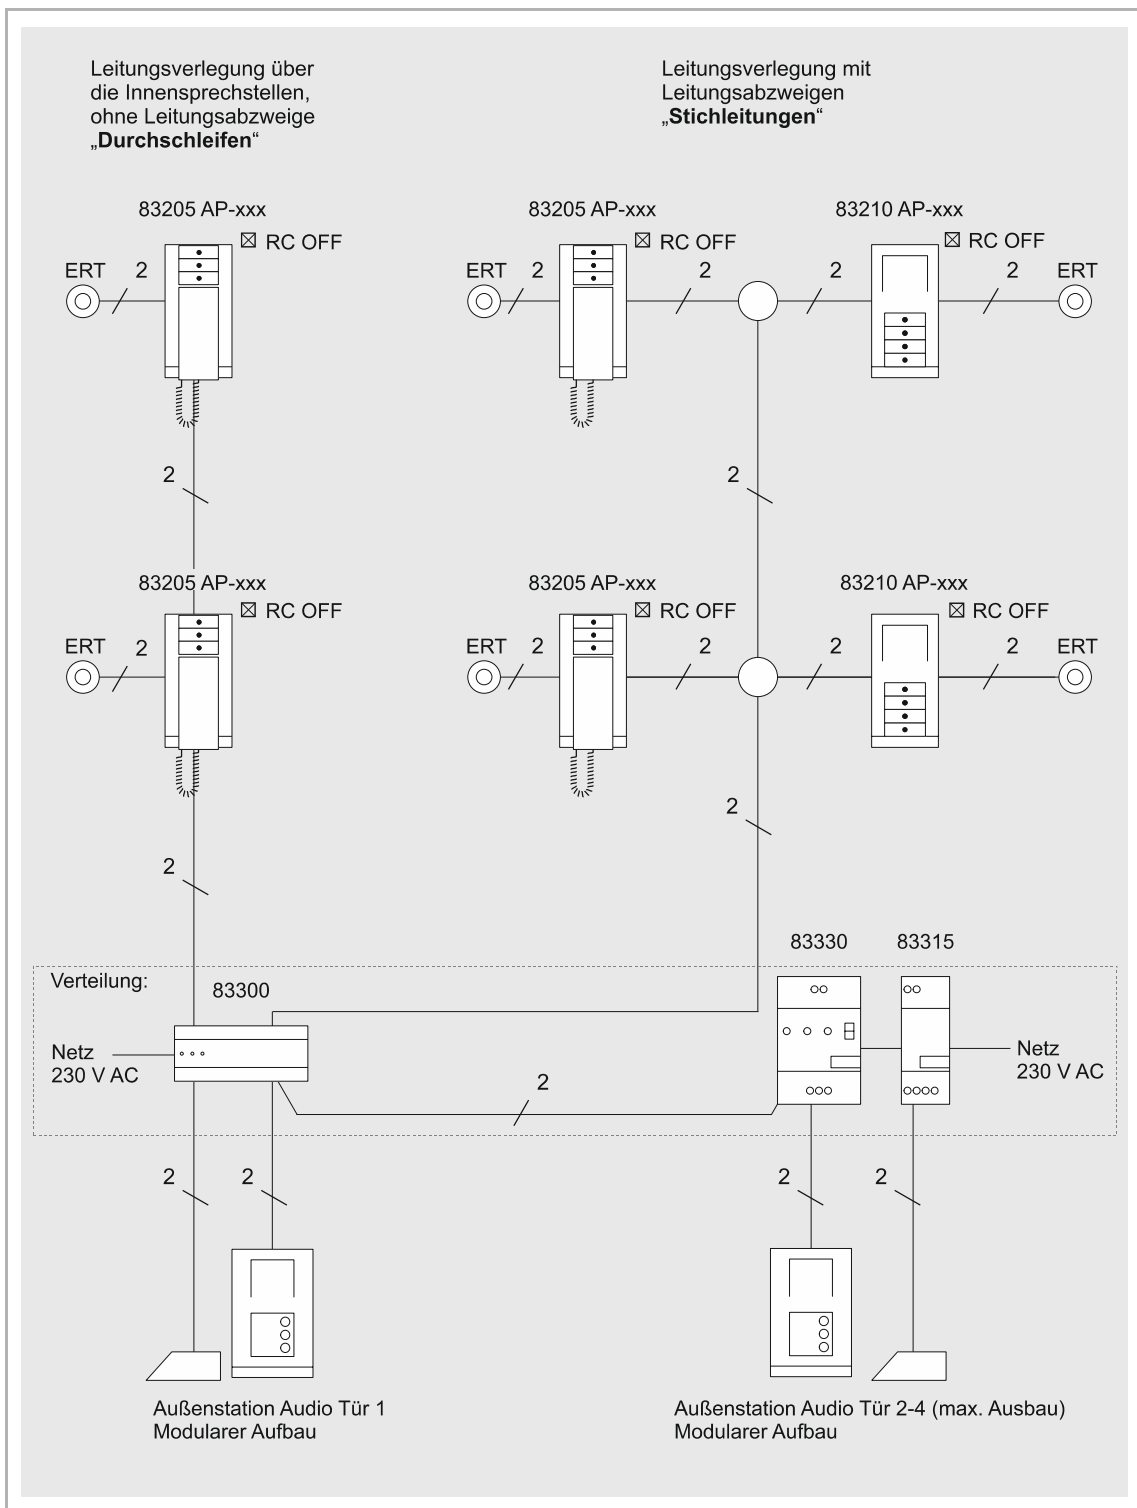 Leitungsverlegung über
die Innensprechstellen,
ohne Leitungsabzweige
„Durchschleifen“
Leitungsverlegung mit
Leitungsabzweigen
„Stichleitungen“
83205 AP-xxx
RC OFF
ERT
2
83205 AP-xxx
RC OFF
ERT
2
2
83210 AP-xxx
RC OFF
2
2
ERT
2
2
83205 AP-xxx
RC OFF
ERT
2
83205 AP-xxx
RC OFF
ERT
2
2
83210 AP-xxx
RC OFF
2
2
ERT
2
2
83330
83315
Verteilung:
83300
Netz
230 V AC
2
Netz
230 V AC
2
2
2
2
Außenstation Audio Tür 1
Modularer Aufbau
Außenstation Audio Tür 2-4 (max. Ausbau)
Modularer Aufbau